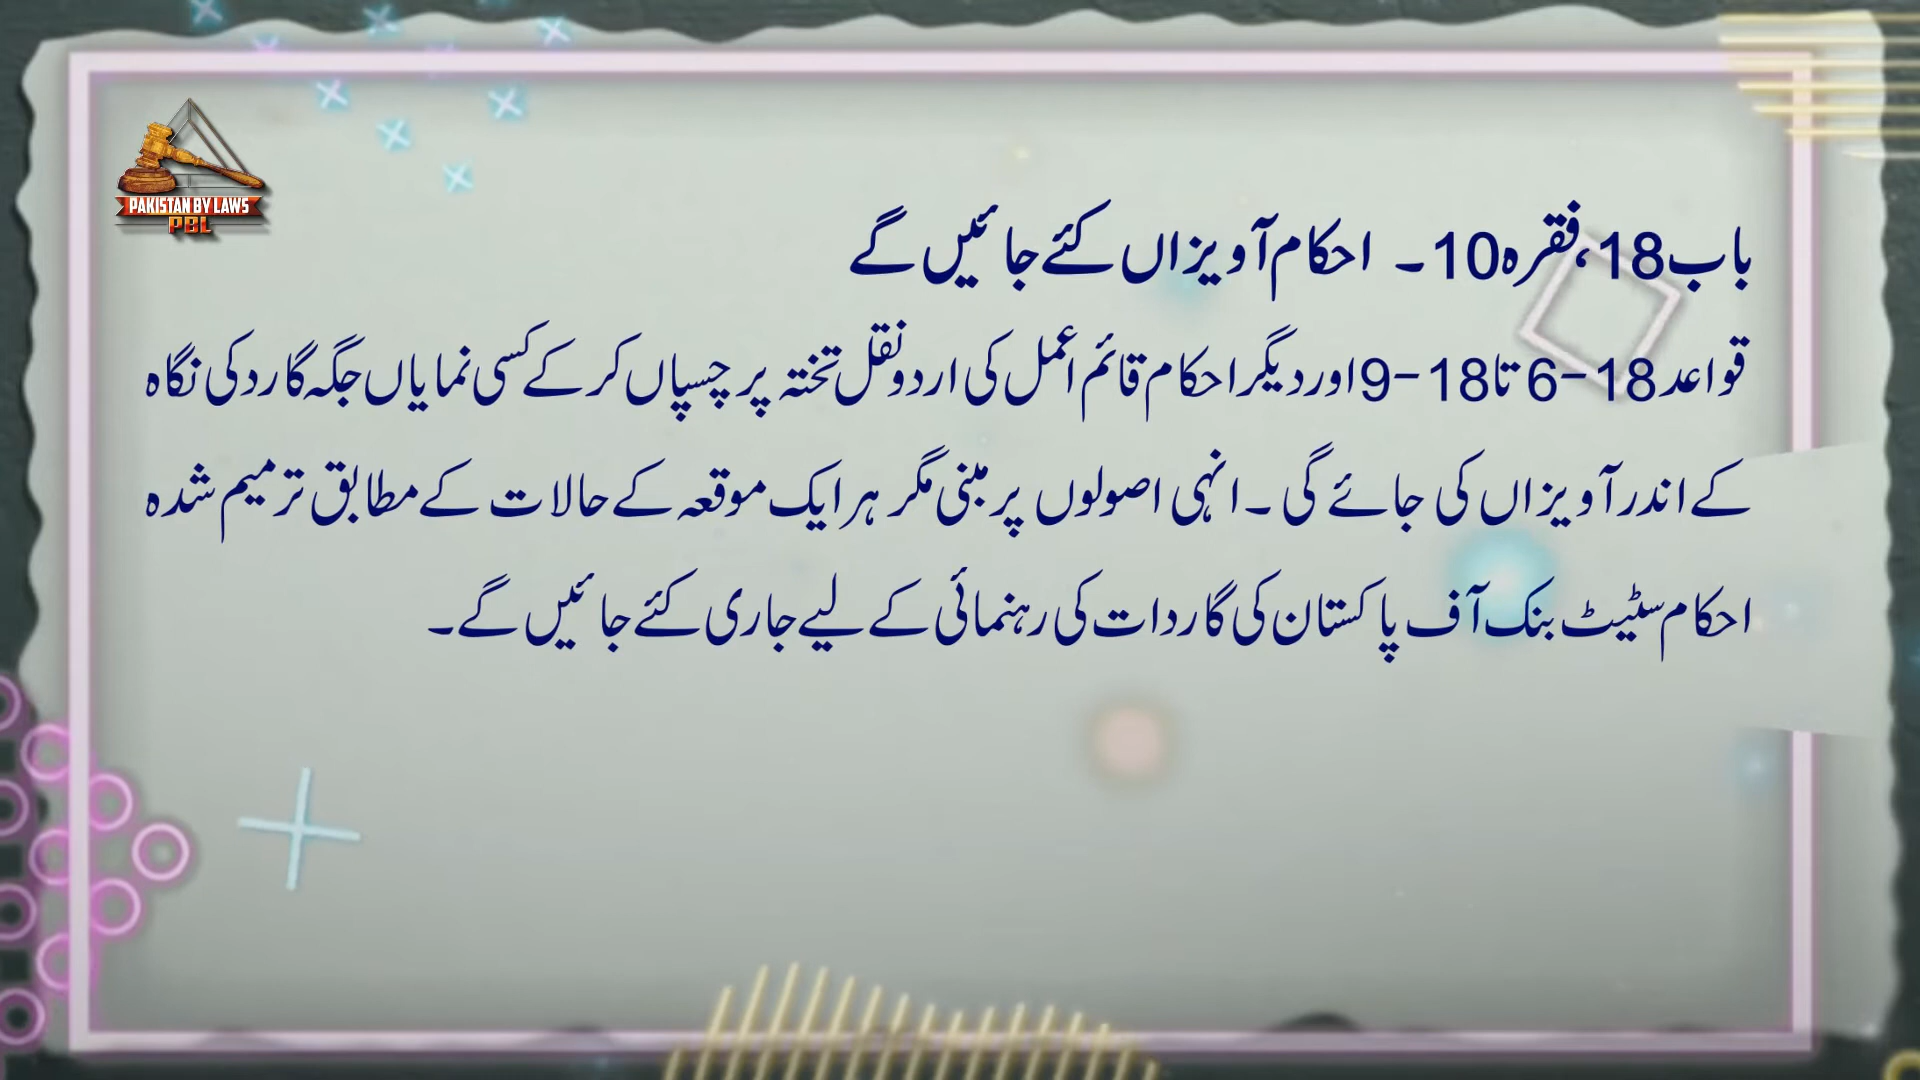 PAKISTAN BY LAWS
PBL
باب 18، فقرہ 10۔ احکام آویزاں کئے جائیں گے
قواعد 18-6 تا 18-9 اور دیگر احکام قائم اعمل کی اردو نقل تختہ پر چسپاں کر کے کسی نمایاں جگہ گارد کی نگاہ
کے اندر آویزاں کی جائے گی ۔ انہی اصولوں پر مبنی مگر ہر ایک موقعہ کے حالات کے مطابق ترمیم شدہ
احکام سٹیٹ بنک آف پاکستان کی گاردات کی رہنمائی کے لیے جاری کئے جائیں گے۔